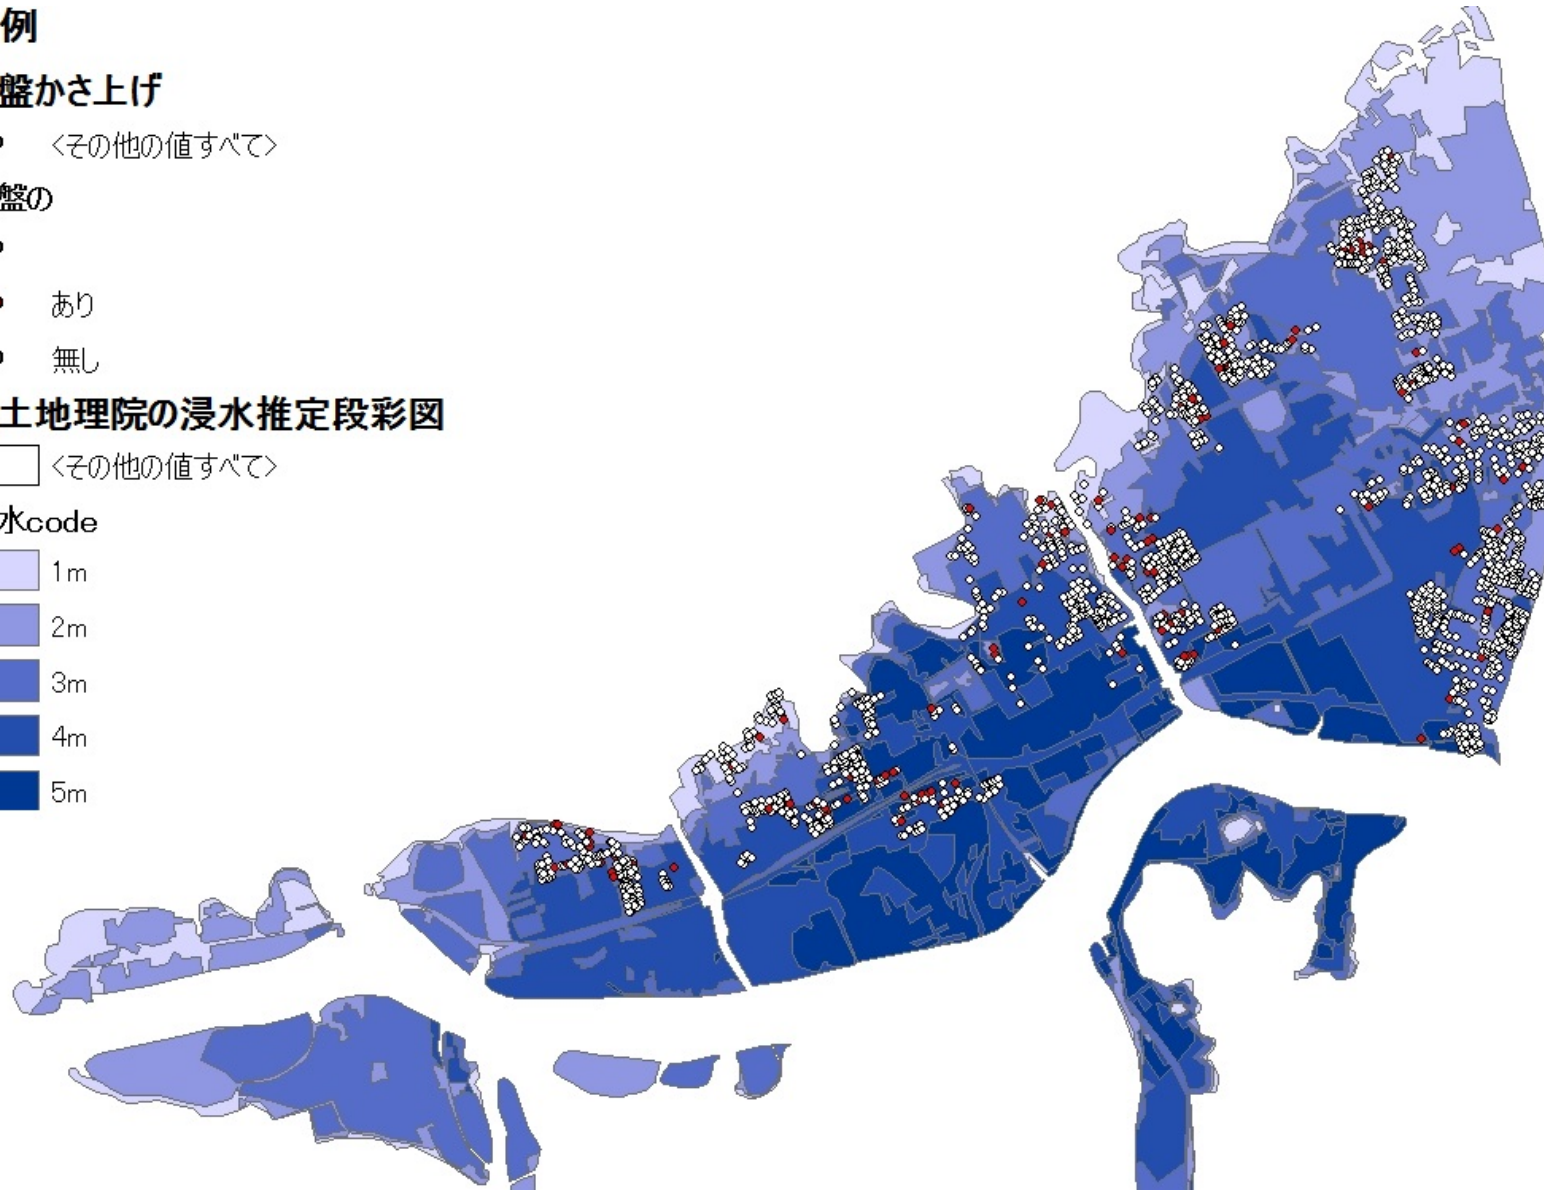 例
盤かさ上げ
<その他の値すべて>
盤の
あり
無し
土地理院の浸水推定段彩図
<その他の値すべて>
水code
1m
2m
3m
4m
5m